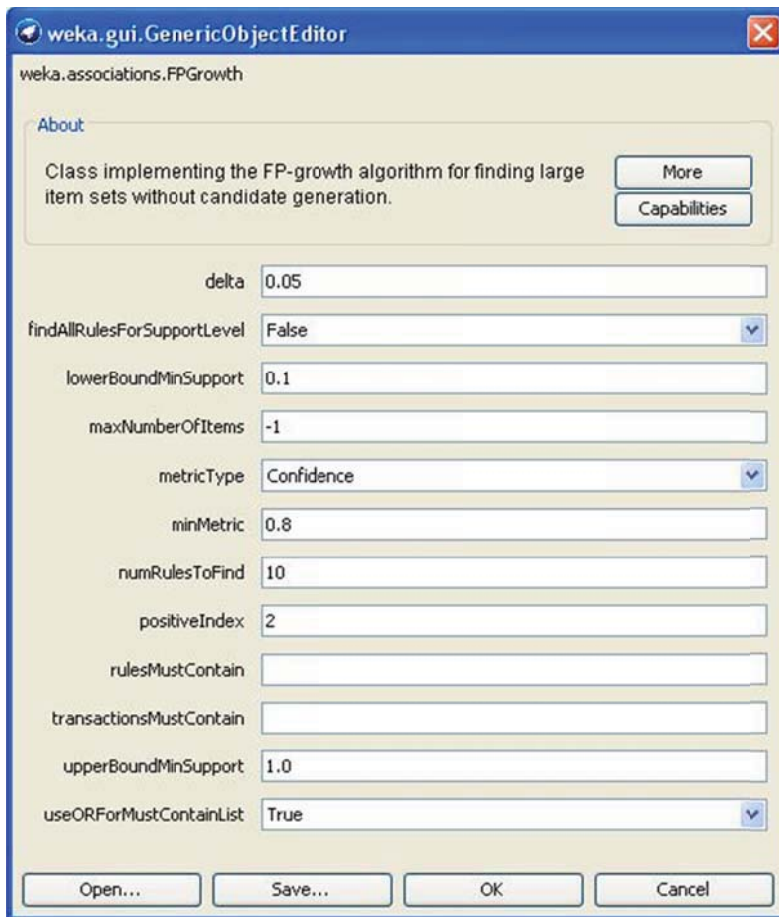 weka.gui.GenericObjectEditor
weka.associations.FPGrowth
About
Class implementing the FP-growth algorithm for finding large
item sets without candidate generation.
More
Capabilities
delta 0.05
findAllRulesForSupportLevel False
lowerBoundMinSupport 0.1
maxNumberOfItems -1
metricType Confidence
minMetric 0.8
numRulesToFind 10
positiveIndex 2
rulesMustContain
transactionsMustContain
upperBoundMinSupport 1.0
useORForMustContainList True
Open... Save... OK Cancel